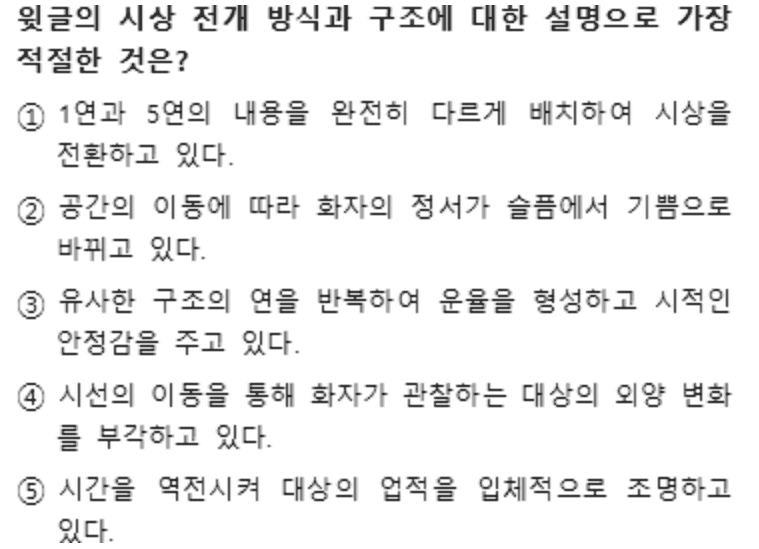 윗글의 시상 전개 방식과 구조에 대한 설명으로 가장
적절한 것은?
① 1연과 5연의 내용을 완전히 다르게 배치하여 시상을
전환하고 있다.
② 공간의 이동에 따라 화자의 정서가 슬픔에서 기쁨으로
바뀌고 있다.
③ 유사한 구조의 연을 반복하여 운율을 형성하고 시적인
안정감을 주고 있다.
④ 시선의 이동을 통해 화자가 관찰하는 대상의 외양 변화
를 부각하고 있다.
⑤ 시간을 역전시켜 대상의 업적을 입체적으로 조명하고
있다.